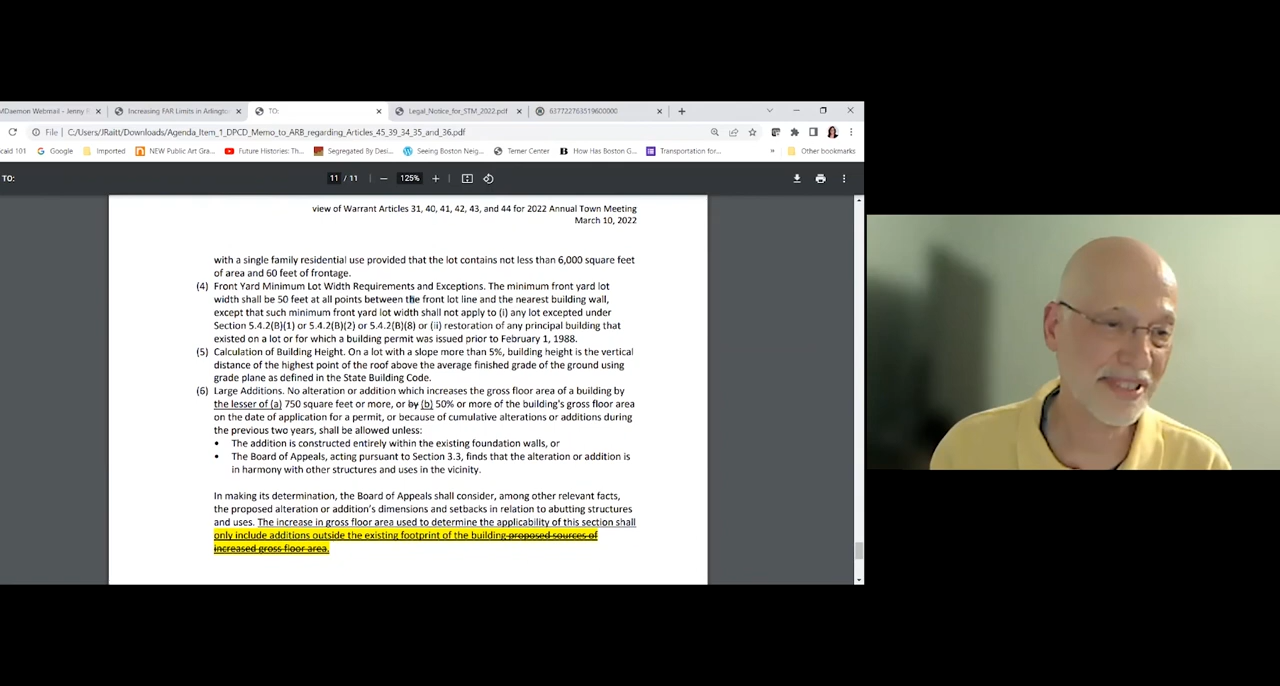 MDaemon Webmail - Jenny
Increasing FAR Limits in Arlingto
TO:
Legal_Notice_for_STM_2022.pdf
637722763519600000
File
C:/Users/JRaitt/Downloads/Agenda_Item_1_DPCD_Memo_to_ARB_regarding_Articles_45_39_34_35_and_36.pdf
caid 101
Google
Imported
NEW Public Art Gra...
Future Histories: Th...
Segregated By Desi...
Seeing Boston Neig...
Terner Center
How Has Boston G...
Transportation for...
Other bookmarks
TO:
11 / 11
125%
view of Warrant Articles 31, 40, 41, 42, 43, and 44 for 2022 Annual Town Meeting
March 10, 2022
with a single family residential use provided that the lot contains not less than 6,000 square feet
of area and 60 feet of frontage.
(4) Front Yard Minimum Lot Width Requirements and Exceptions. The minimum front yard lot
width shall be 50 feet at all points between the front lot line and the nearest building wall,
except that such minimum front yard lot width shall not apply to (i) any lot excepted under
Section 5.4.2(B)(1) or 5.4.2(B)(2) or 5.4.2(B)(8) or (ii) restoration of any principal building that
existed on a lot or for which a building permit was issued prior to February 1, 1988.
(5) Calculation of Building Height. On a lot with a slope more than 5%, building height is the vertical
distance of the highest point of the roof above the average finished grade of the ground using
grade plane as defined in the State Building Code.
(6) Large Additions. No alteration or addition which increases the gross floor area of a building by
the lesser of (a) 750 square feet or more, or by (b) 50% or more of the building's gross floor area
on the date of application for a permit, or because of cumulative alterations or additions during
the previous two years, shall be allowed unless:
• The addition is constructed entirely within the existing foundation walls, or
• The Board of Appeals, acting pursuant to Section 3.3, finds that the alteration or addition is
in harmony with other structures and uses in the vicinity.
In making its determination, the Board of Appeals shall consider, among other relevant facts,
the proposed alteration or addition's dimensions and setbacks in relation to abutting structures
and uses. The increase in gross floor area used to determine the applicability of this section shall
only include additions outside the existing footprint of the building proposed sources of
increased gross floor area.